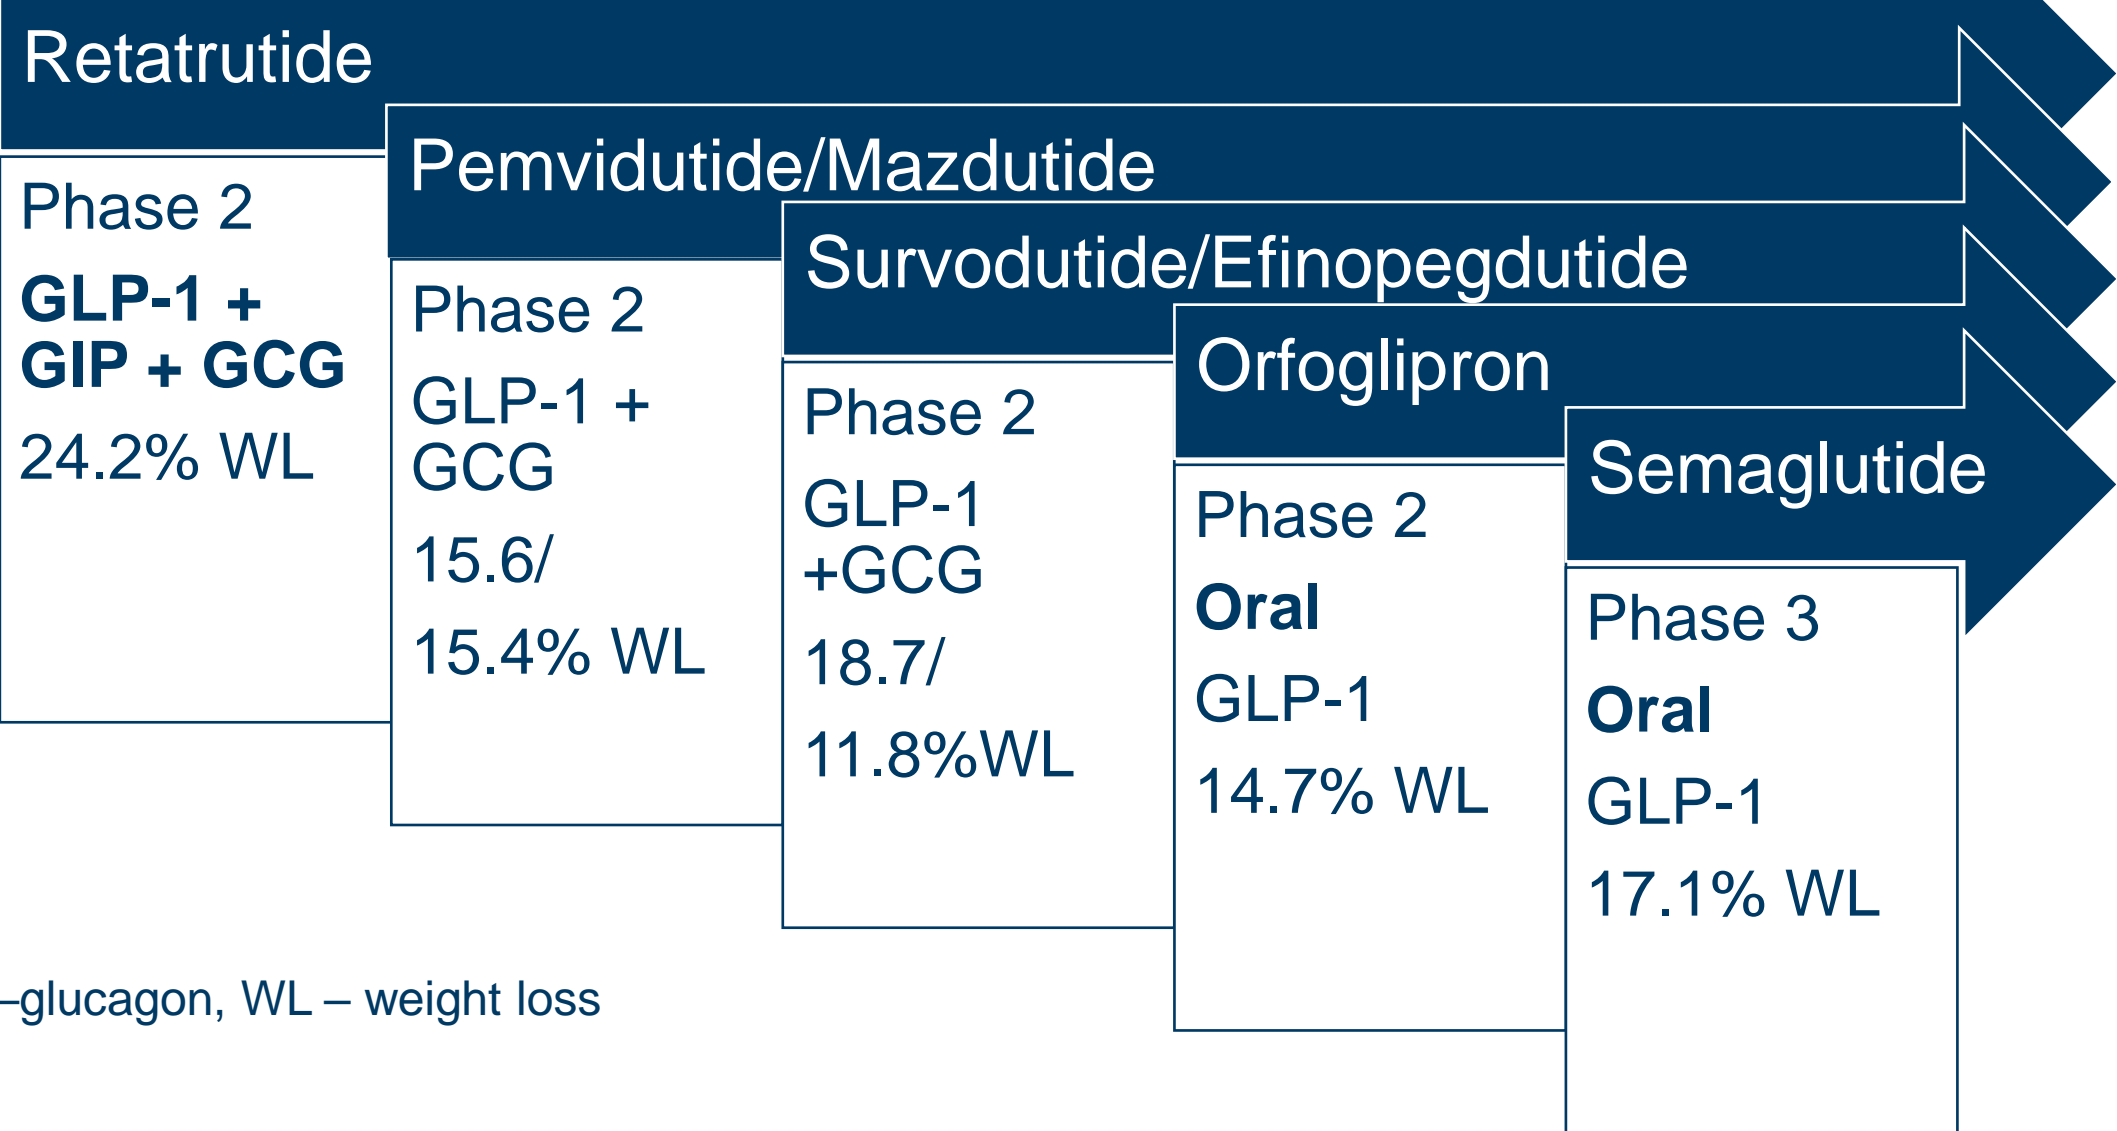 Retatrutide
Phase 2
GLP-1 +
GIP + GCG
24.2% WL
Pemvidutide/Mazdutide
Phase 2
GLP-1 +
GCG
15.6/
15.4% WL
Survodutide/Efinopegdutide
Phase 2
GLP-1
+GCG
18.7/
11.8%WL
Orfoglipron
Phase 2
Oral
GLP-1
14.7% WL
Semaglutide
Phase 3
Oral
GLP-1
17.1% WL
–glucagon, WL – weight loss